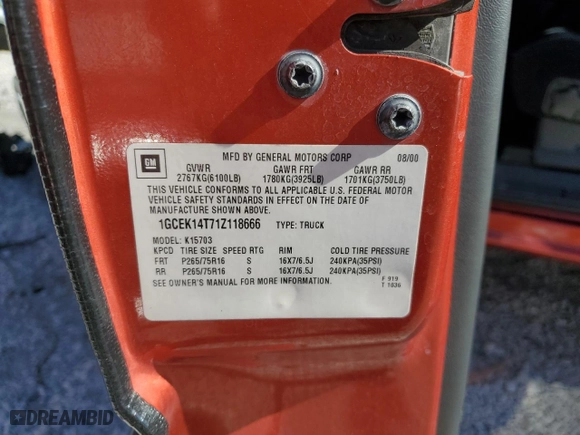 GM
MFD BY GENERAL MOTORS CORP 08/00
GVWR GAWR FRT GAWR RR
2767KG(6100LB) 1780KG(3925LB) 1701KG(3750LB)
THIS VEHICLE CONFORMS TO ALL APPLICABLE U.S. FEDERAL MOTOR
VEHICLE SAFETY STANDARDS IN EFFECT ON THE DATE OF
MANUFACTURE SHOWN ABOVE.
1GCEK14T71Z118666 TYPE: TRUCK
MODEL: K15703
KPCD TIRE SIZE SPEED RTG RIM COLD TIRE PRESSURE
FRT P265/75R16 S 16X7/6.5J 240KPA(35PSI)
RR P265/75R16 S 16X7/6.5J 240KPA(35PSI)
SEE OWNER'S MANUAL FOR MORE INFORMATION.
F 919
T 1036
DREAMBID